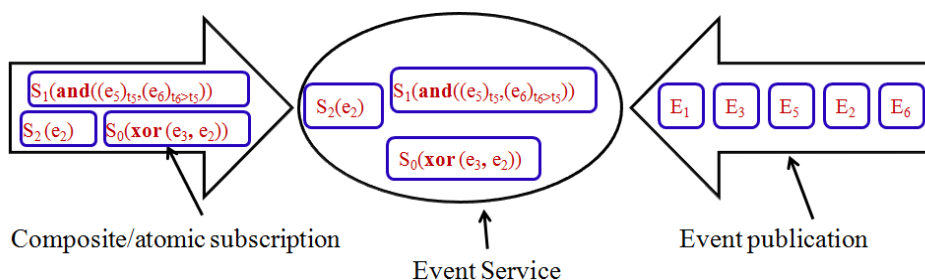 S₁(and((e₅)ₜ₅,(e₆)ₜ₆>ₜ₅))
S₂(e₂) S₀(xor (e₃, e₂))
S₂(e₂) S₁(and((e₅)ₜ₅,(e₆)ₜ₆>ₜ₅))
S₀(xor (e₃, e₂))
E₁ E₃ E₅ E₂ E₆
Composite/atomic subscription
Event Service
Event publication